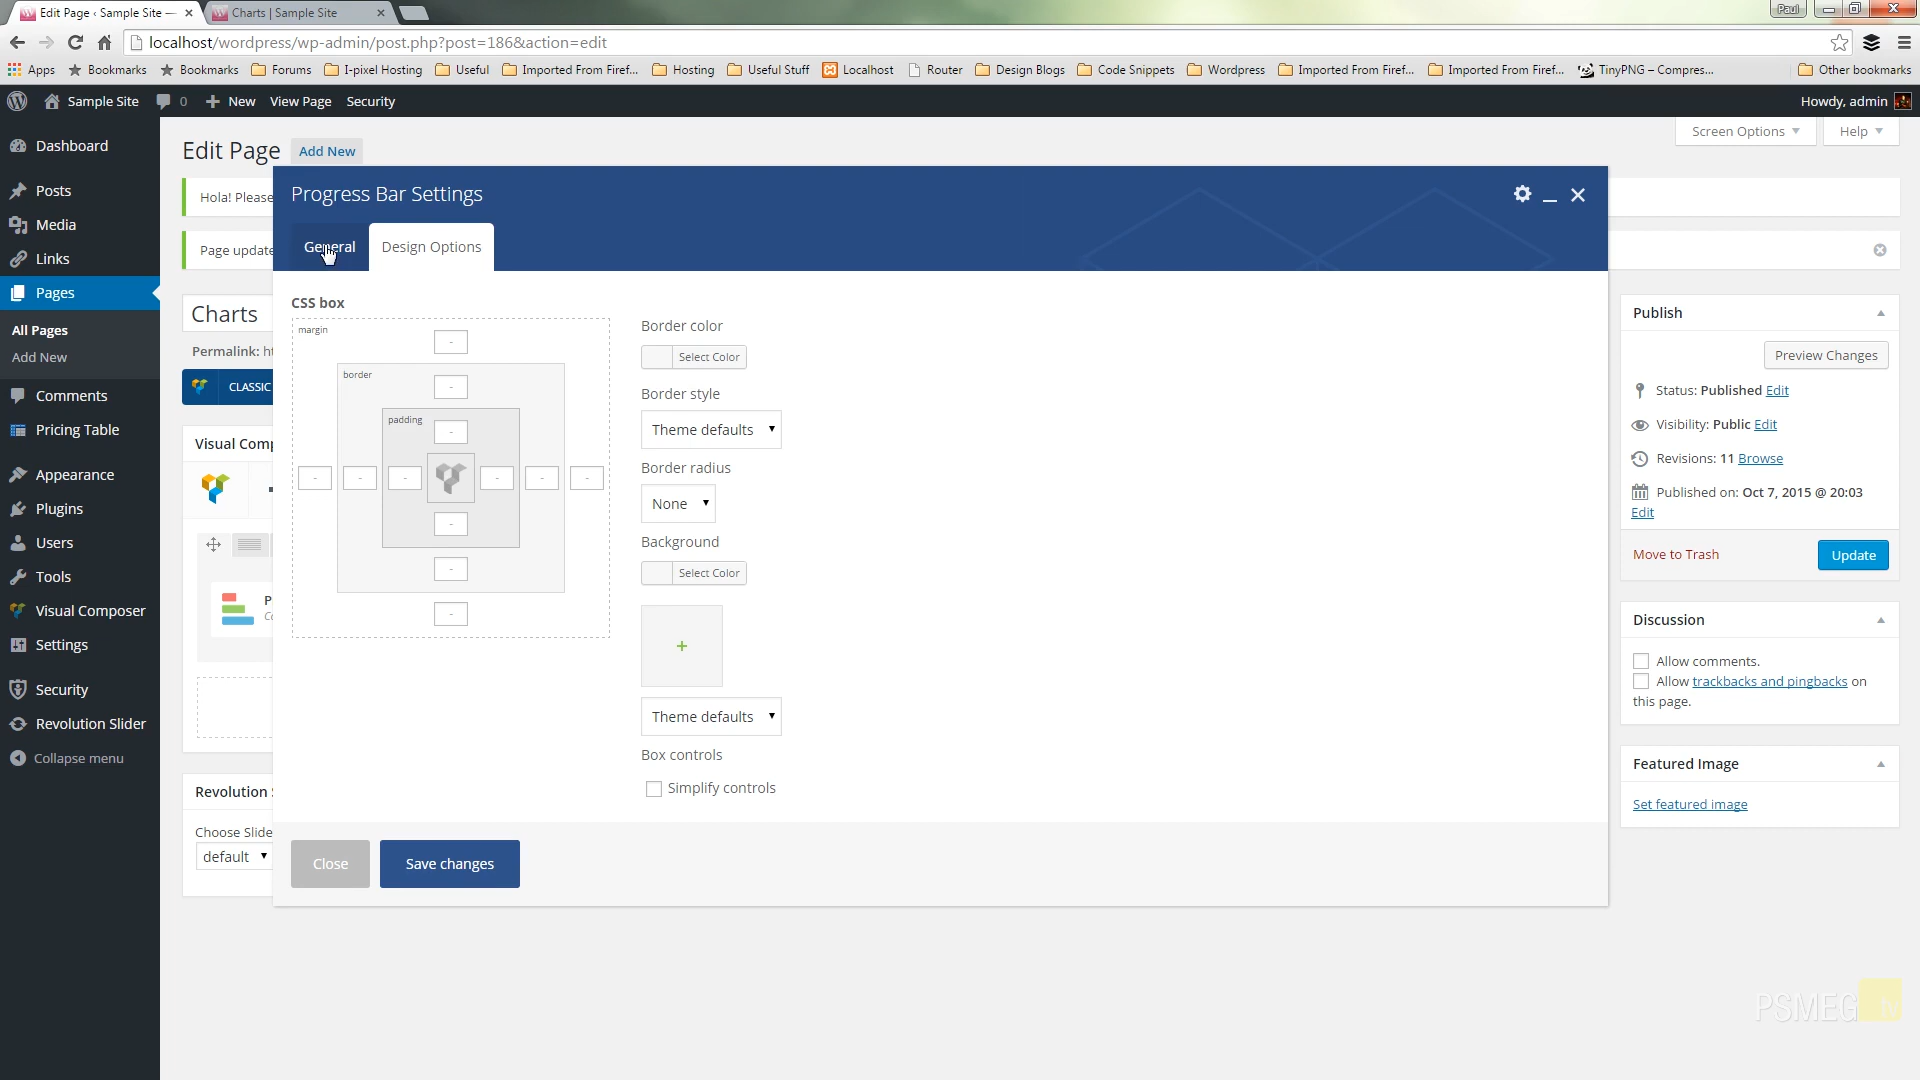 Edit Page ‹ Sample Site —
Charts | Sample Site
Paul
localhost/wordpress/wp-admin/post.php?post=186&action=edit
Apps
Bookmarks
Bookmarks
Forums
I-pixel Hosting
Useful
Imported From Firef...
Hosting
Useful Stuff
Localhost
Router
Design Blogs
Code Snippets
Wordpress
Imported From Firef...
Imported From Firef...
TinyPNG – Compres...
Other bookmarks
Sample Site
0
New
View Page
Security
Howdy, admin
Dashboard
Posts
Media
Links
Pages
All Pages
Add New
Comments
Pricing Table
Appearance
Plugins
Users
Tools
Visual Composer
Settings
Security
Revolution Slider
Collapse menu
Edit Page
Add New
Screen Options
Help
Hola! Please
Page update
Charts
Permalink:
CLASSIC
Visual Comp
Revolution
Choose Slide
default
Progress Bar Settings
General
Design Options
CSS box
margin
border
padding
Border color
Select Color
Border style
Theme defaults
Border radius
None
Background
Select Color
+
Theme defaults
Box controls
Simplify controls
Close
Save changes
Publish
Preview Changes
Status: Published Edit
Visibility: Public Edit
Revisions: 11 Browse
Published on: Oct 7, 2015 @ 20:03
Edit
Move to Trash
Update
Discussion
Allow comments.
Allow trackbacks and pingbacks on
this page.
Featured Image
Set featured image
PSMEG tv